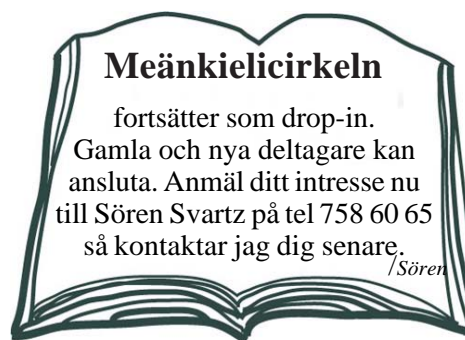 Meänkielicirkeln
fortsätter som drop-in.
Gamla och nya deltagare kan
ansluta. Anmäl ditt intresse nu
till Sören Svartz på tel 758 60 65
så kontaktar jag dig senare.
/Sören